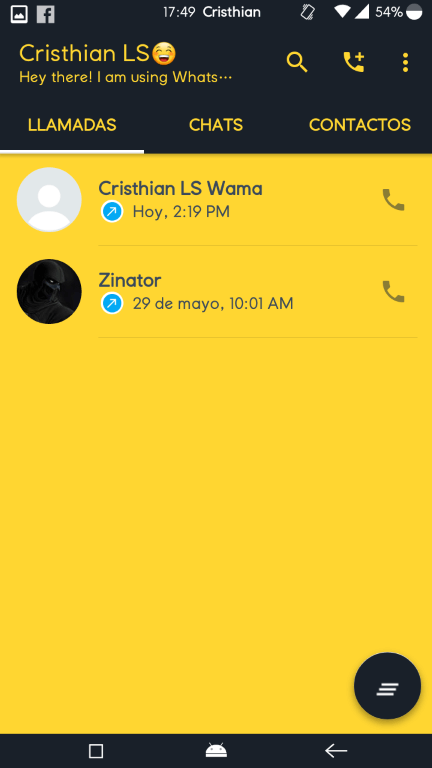 17:49 Cristhian 54%
Cristhian LS😁
Hey there! I am using Whats...
LLAMADAS CHATS CONTACTOS
Cristhian LS Wama
Hoy, 2:19 PM
Zinator
29 de mayo, 10:01 AM